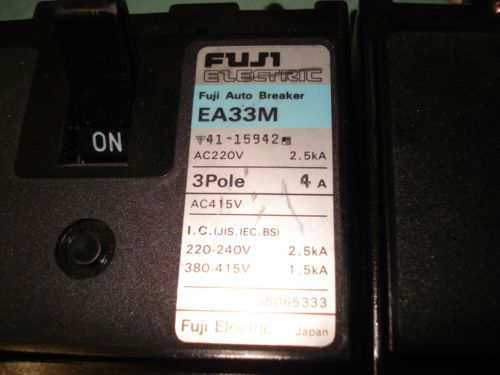 FUJI
ELECTRIC
Fuji Auto Breaker
EA33M
41-15942
AC220V 2.5kA
3Pole 4 A
AC415V
I.C.(JIS.IEC.BS)
220-240V 2.5kA
380-415V 1.5kA
Fuji Electric Japan
ON